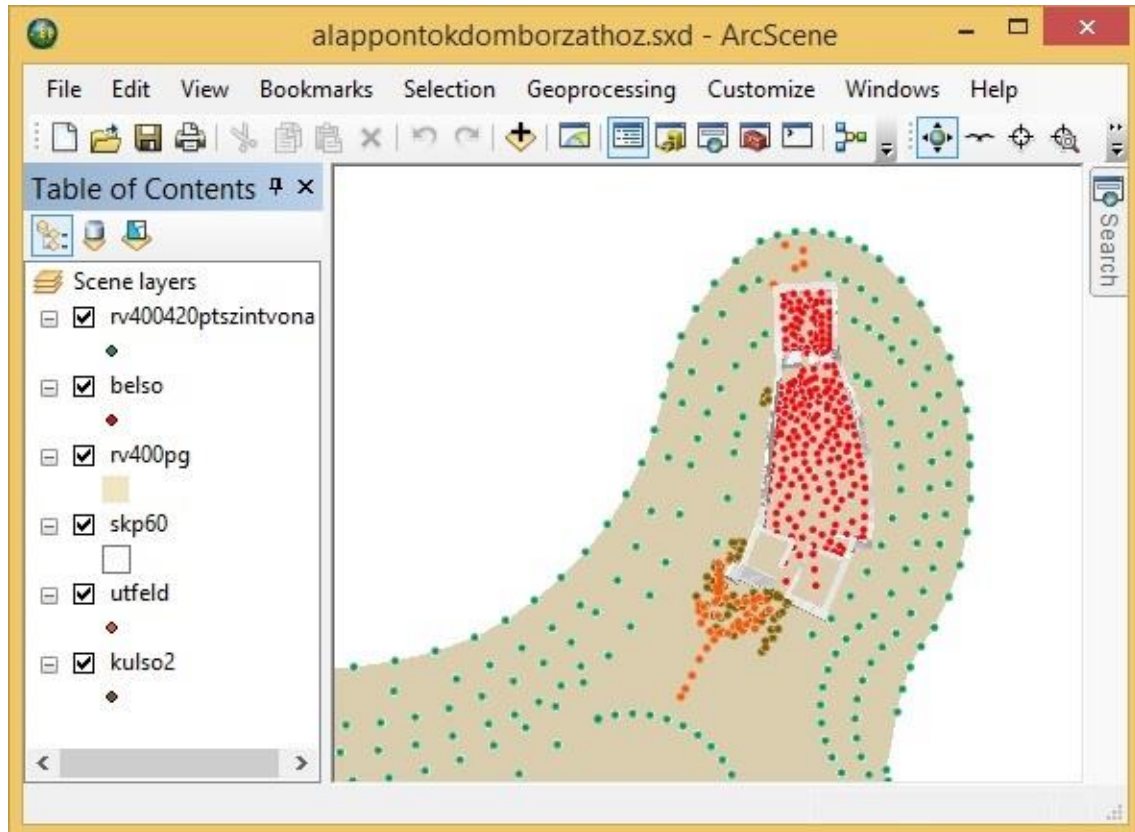 alappontokdomborzathoz.sxd - ArcScene
File Edit View Bookmarks Selection Geoprocessing Customize Windows Help
Table of Contents
Search
Scene layers
rv400420ptszintvona
belso
rv400pg
skp60
utfeld
kulso2